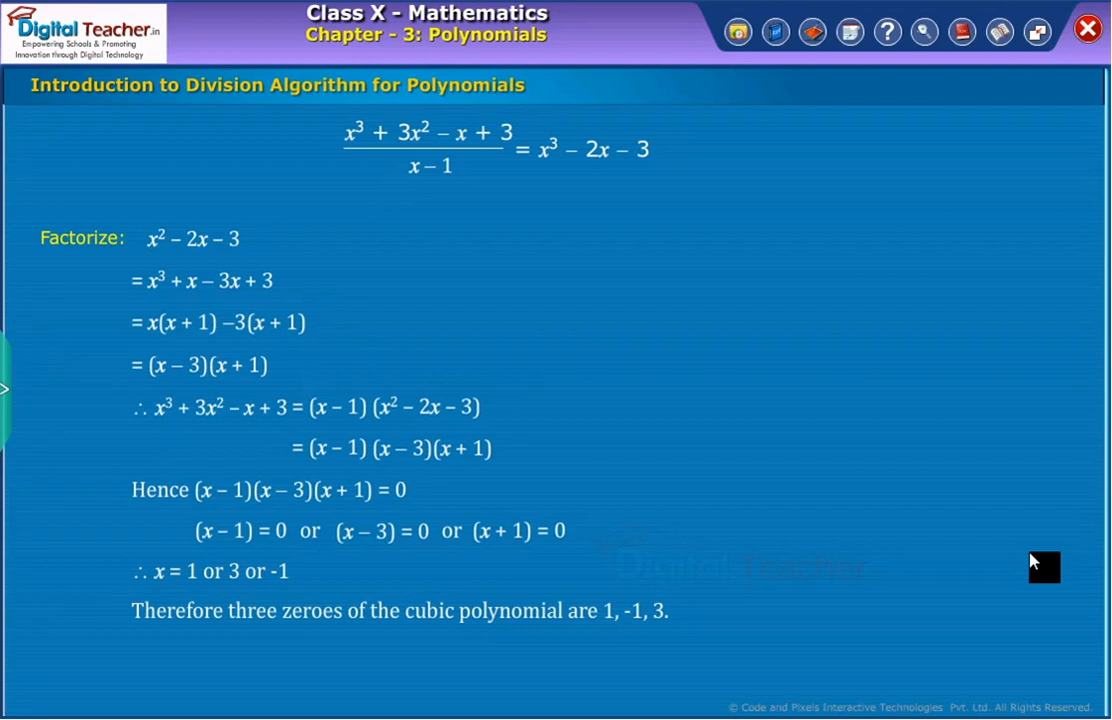 Digital Teacher.in
Empowering Schools & Promoting
Innovation through Digital Technology
Class X - Mathematics
Chapter - 3: Polynomials
?
Introduction to Division Algorithm for Polynomials
x³ + 3x² – x + 3
x – 1
= x³ – 2x – 3
Factorize: x² – 2x – 3
= x³ + x – 3x + 3
= x(x + 1) –3(x + 1)
= (x – 3)(x + 1)
∴ x³ + 3x² – x + 3 = (x – 1) (x² – 2x – 3)
= (x – 1) (x – 3)(x + 1)
Hence (x – 1)(x – 3)(x + 1) = 0
(x – 1) = 0 or (x – 3) = 0 or (x + 1) = 0
∴ x = 1 or 3 or -1
Digital Teacher
Therefore three zeroes of the cubic polynomial are 1, -1, 3.
© Code and Pixels Interactive Technologies Pvt. Ltd. All Rights Reserved.